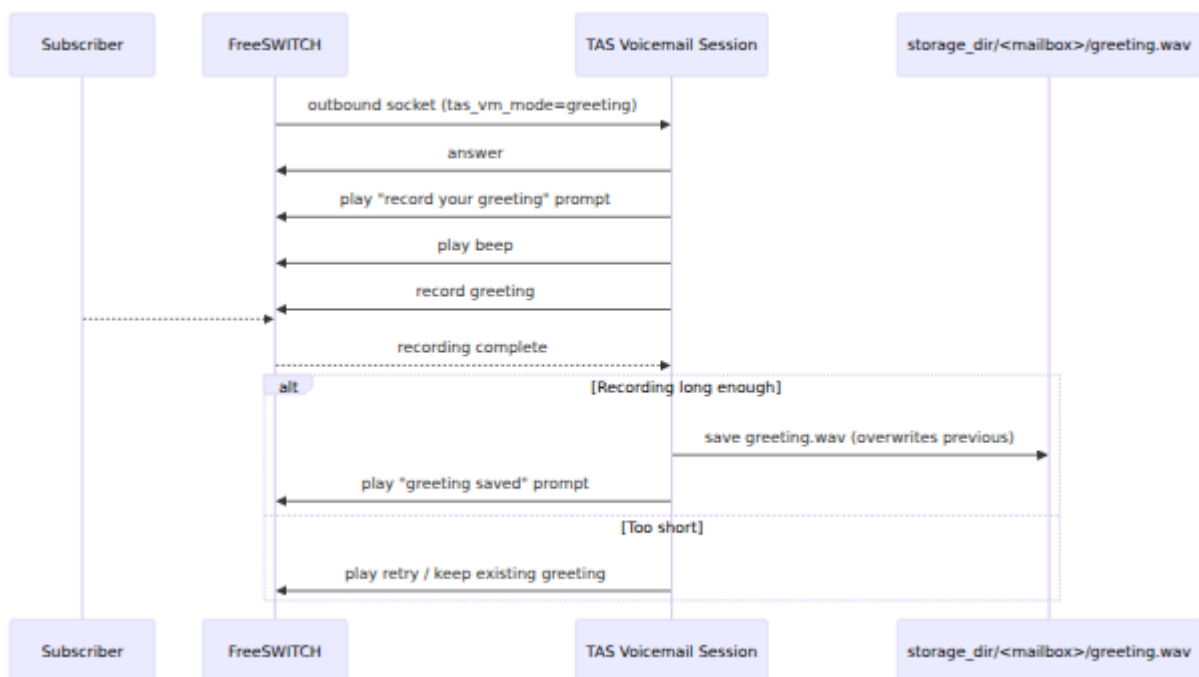 Subscriber
FreeSWITCH
TAS Voicemail Session
storage_dir/<mailbox>/greeting.wav
outbound socket (tas_vm_mode=greeting)
answer
play "record your greeting" prompt
play beep
record greeting
recording complete
alt
[Recording long enough]
save greeting.wav (overwrites previous)
play "greeting saved" prompt
[Too short]
play retry / keep existing greeting
Subscriber
FreeSWITCH
TAS Voicemail Session
storage_dir/<mailbox>/greeting.wav